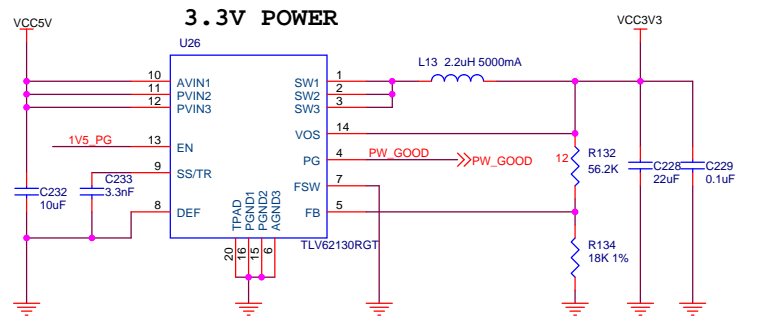 3.3V POWER
VCC5V
VCC3V3
U26
L13 2.2uH 5000mA
10 AVIN1
11 PVIN2
12 PVIN3
SW1 1
SW2 2
SW3 3
VOS 14
1V5_PG
13 EN
PG 4
PW_GOOD
PW_GOOD
12
R132
56.2K
9 SS/TR
FSW 7
C228
22uF
C229
0.1uF
C232
10uF
C233
3.3nF
8 DEF
FB 5
TPAD
PGND1
PGND2
AGND3
20
16
15
6
TLV62130RGT
R134
18K 1%